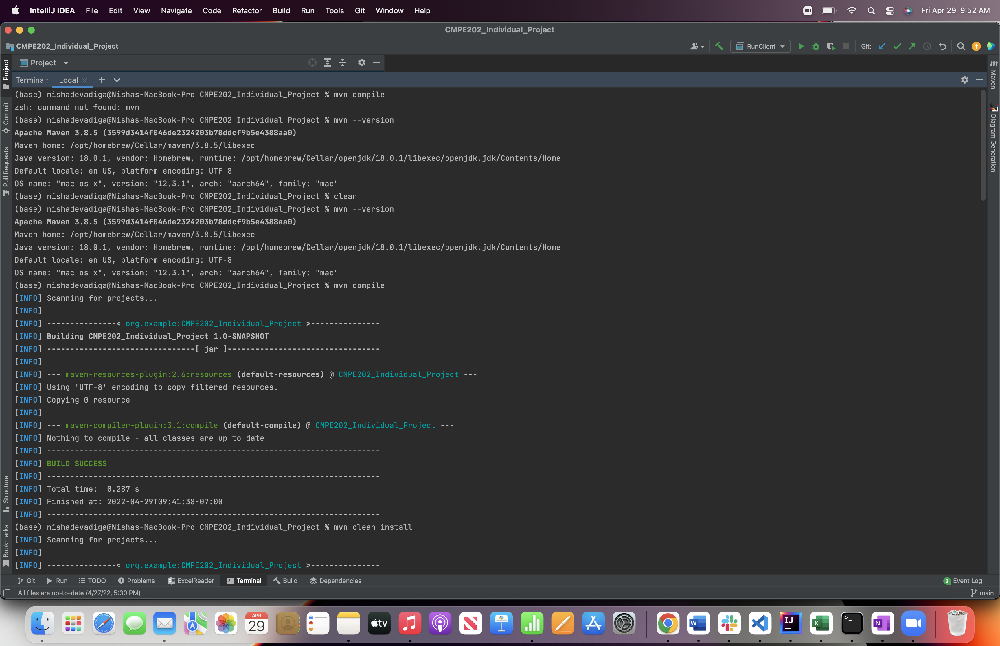 IntelliJ IDEA File Edit View Navigate Code Refactor Build Run Tools Git Window Help Fri Apr 29 9:52 AM
CMPE202_Individual_Project
CMPE202_Individual_Project RunClient Git:
Project
Terminal: Local
(base) nishadevadiga@Nishas-MacBook-Pro CMPE202_Individual_Project % mvn compile
zsh: command not found: mvn
(base) nishadevadiga@Nishas-MacBook-Pro CMPE202_Individual_Project % mvn --version
Apache Maven 3.8.5 (3599d3414f046de2324203b78ddcf9b5e4388aa0)
Maven home: /opt/homebrew/Cellar/maven/3.8.5/libexec
Java version: 18.0.1, vendor: Homebrew, runtime: /opt/homebrew/Cellar/openjdk/18.0.1/libexec/openjdk.jdk/Contents/Home
Default locale: en_US, platform encoding: UTF-8
OS name: "mac os x", version: "12.3.1", arch: "aarch64", family: "mac"
(base) nishadevadiga@Nishas-MacBook-Pro CMPE202_Individual_Project % clear
(base) nishadevadiga@Nishas-MacBook-Pro CMPE202_Individual_Project % mvn --version
Apache Maven 3.8.5 (3599d3414f046de2324203b78ddcf9b5e4388aa0)
Maven home: /opt/homebrew/Cellar/maven/3.8.5/libexec
Java version: 18.0.1, vendor: Homebrew, runtime: /opt/homebrew/Cellar/openjdk/18.0.1/libexec/openjdk.jdk/Contents/Home
Default locale: en_US, platform encoding: UTF-8
OS name: "mac os x", version: "12.3.1", arch: "aarch64", family: "mac"
(base) nishadevadiga@Nishas-MacBook-Pro CMPE202_Individual_Project % mvn compile
[INFO] Scanning for projects...
[INFO]
[INFO] ---------------< org.example:CMPE202_Individual_Project >---------------
[INFO] Building CMPE202_Individual_Project 1.0-SNAPSHOT
[INFO] --------------------------------[ jar ]---------------------------------
[INFO]
[INFO] --- maven-resources-plugin:2.6:resources (default-resources) @ CMPE202_Individual_Project ---
[INFO] Using 'UTF-8' encoding to copy filtered resources.
[INFO] Copying 0 resource
[INFO]
[INFO] --- maven-compiler-plugin:3.1:compile (default-compile) @ CMPE202_Individual_Project ---
[INFO] Nothing to compile - all classes are up to date
[INFO] ------------------------------------------------------------------------
[INFO] BUILD SUCCESS
[INFO] ------------------------------------------------------------------------
[INFO] Total time:  0.287 s
[INFO] Finished at: 2022-04-29T09:41:38-07:00
[INFO] ------------------------------------------------------------------------
(base) nishadevadiga@Nishas-MacBook-Pro CMPE202_Individual_Project % mvn clean install
[INFO] Scanning for projects...
[INFO]
[INFO] ---------------< org.example:CMPE202_Individual_Project >---------------
Project
Commit
Pull Requests
Structure
Bookmarks
m Maven
Diagram Generation
Git Run TODO Problems ExcelReader Terminal Build Dependencies 2 Event Log
All files are up-to-date (4/27/22, 5:30 PM) main
APR
29
tv
W
IJ
X
>_
N